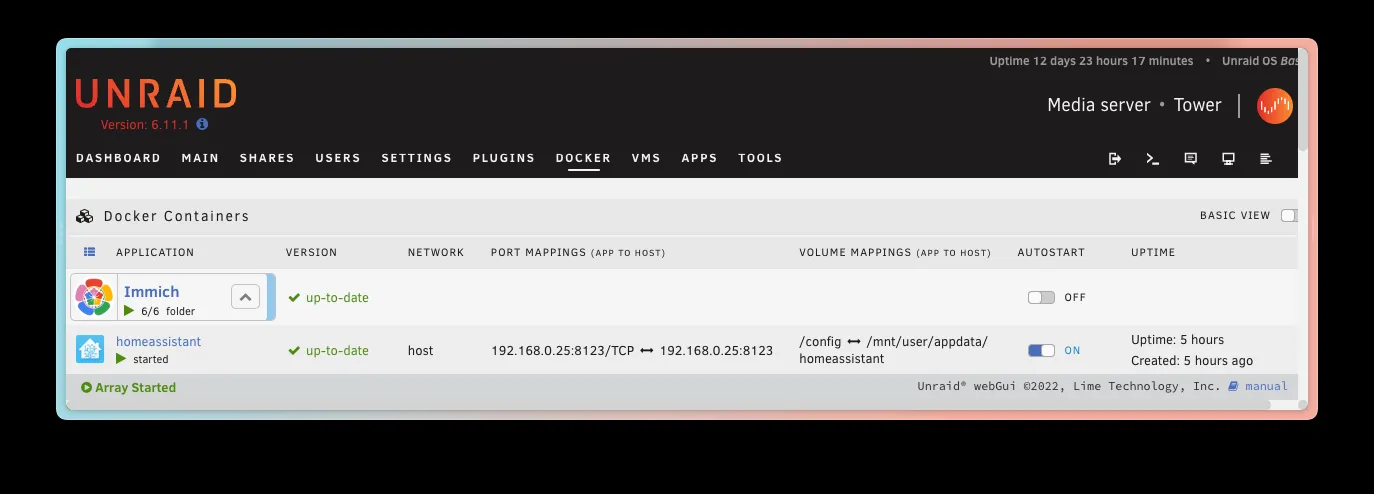 Uptime 12 days 23 hours 17 minutes • Unraid OS Bas
UNRAID
Version: 6.11.1
Media server • Tower
DASHBOARD MAIN SHARES USERS SETTINGS PLUGINS DOCKER VMS APPS TOOLS
Docker Containers
BASIC VIEW
APPLICATION VERSION NETWORK PORT MAPPINGS (APP TO HOST) VOLUME MAPPINGS (APP TO HOST) AUTOSTART UPTIME
Immich
6/6 folder
up-to-date
OFF
homeassistant
started
up-to-date
host
192.168.0.25:8123/TCP ↔ 192.168.0.25:8123
/config ↔ /mnt/user/appdata/
homeassistant
ON
Uptime: 5 hours
Created: 5 hours ago
Array Started
Unraid® webGui ©2022, Lime Technology, Inc. manual